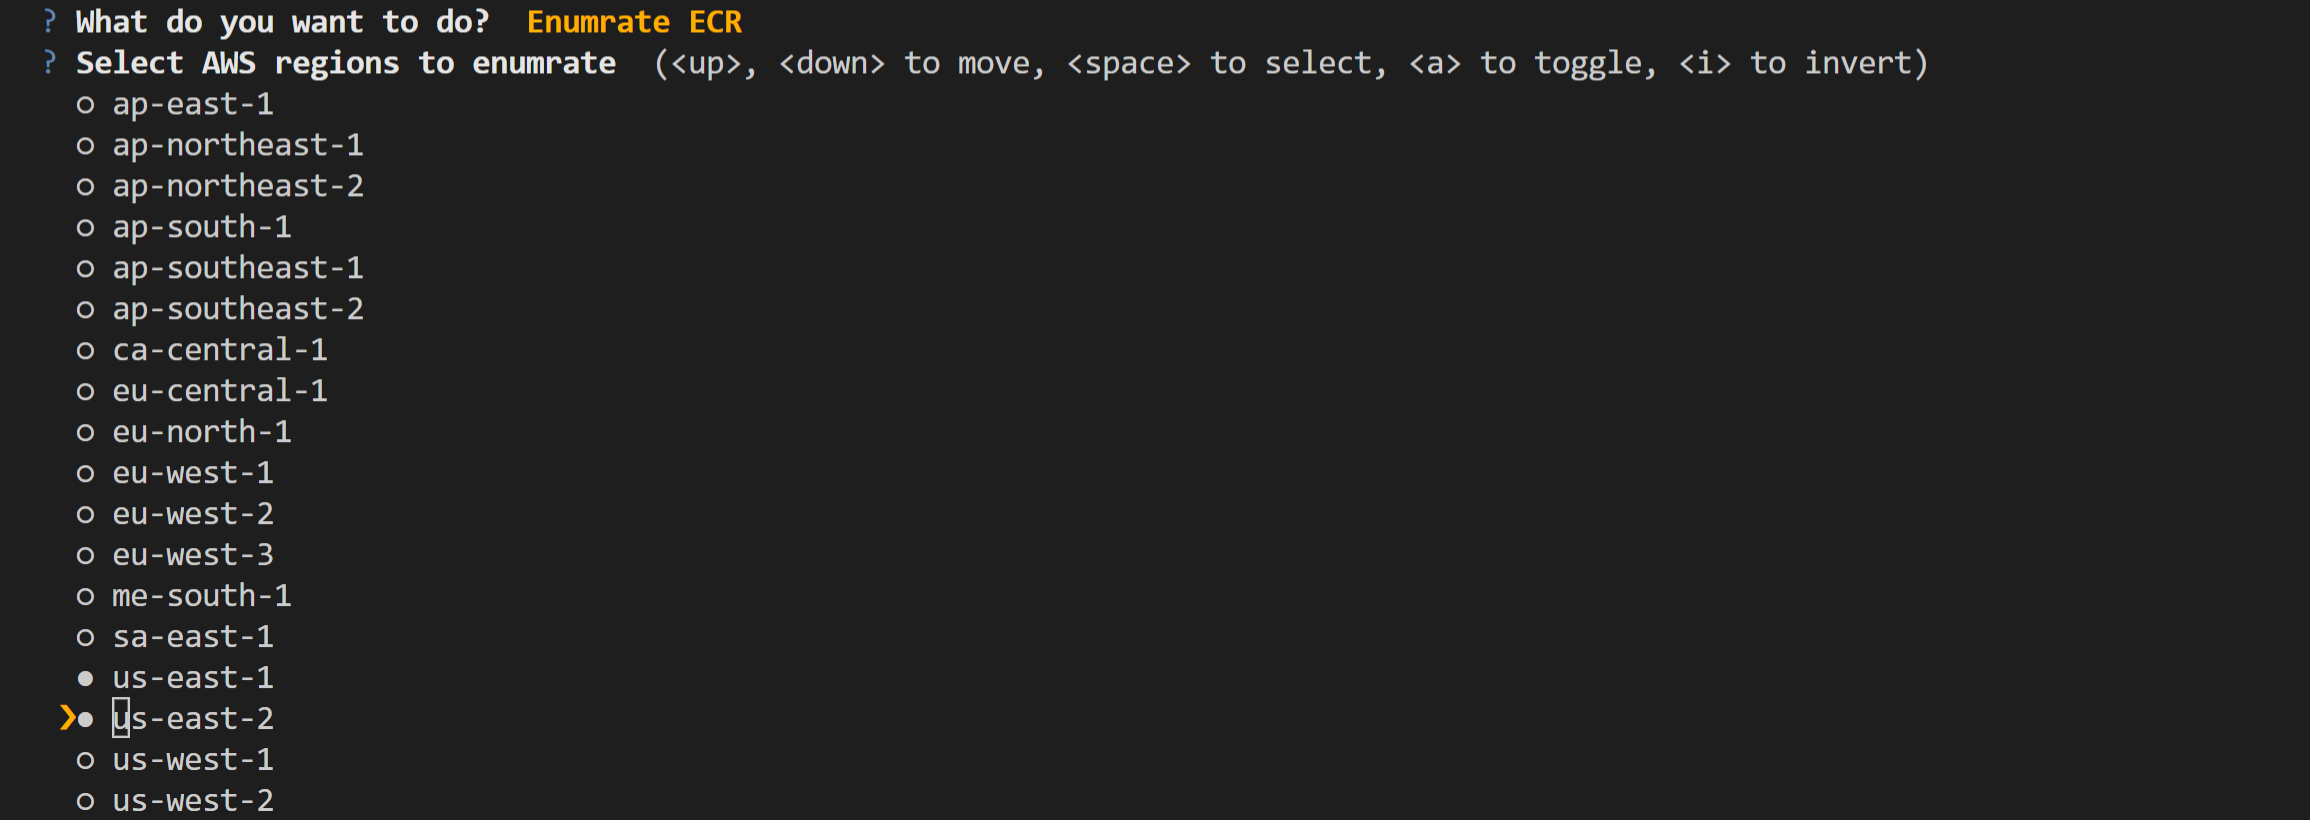 ? What do you want to do?  Enumrate ECR
? Select AWS regions to enumrate  (<up>, <down> to move, <space> to select, <a> to toggle, <i> to invert)
○ ap-east-1
○ ap-northeast-1
○ ap-northeast-2
○ ap-south-1
○ ap-southeast-1
○ ap-southeast-2
○ ca-central-1
○ eu-central-1
○ eu-north-1
○ eu-west-1
○ eu-west-2
○ eu-west-3
○ me-south-1
○ sa-east-1
● us-east-1
❯● us-east-2
○ us-west-1
○ us-west-2